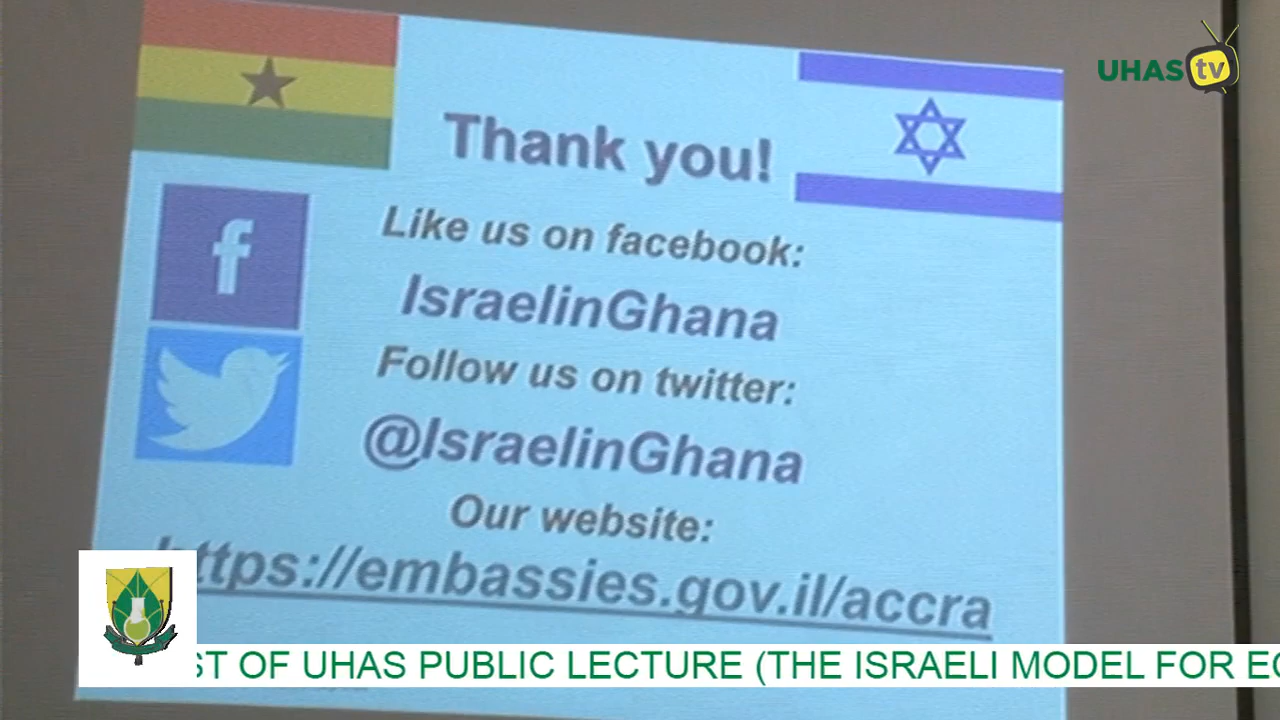 UHAS tv
Thank you!
Like us on facebook:
IsraelinGhana
Follow us on twitter:
@IsraelinGhana
Our website:
https://embassies.gov.il/accra
ST OF UHAS PUBLIC LECTURE (THE ISRAELI MODEL FOR EC